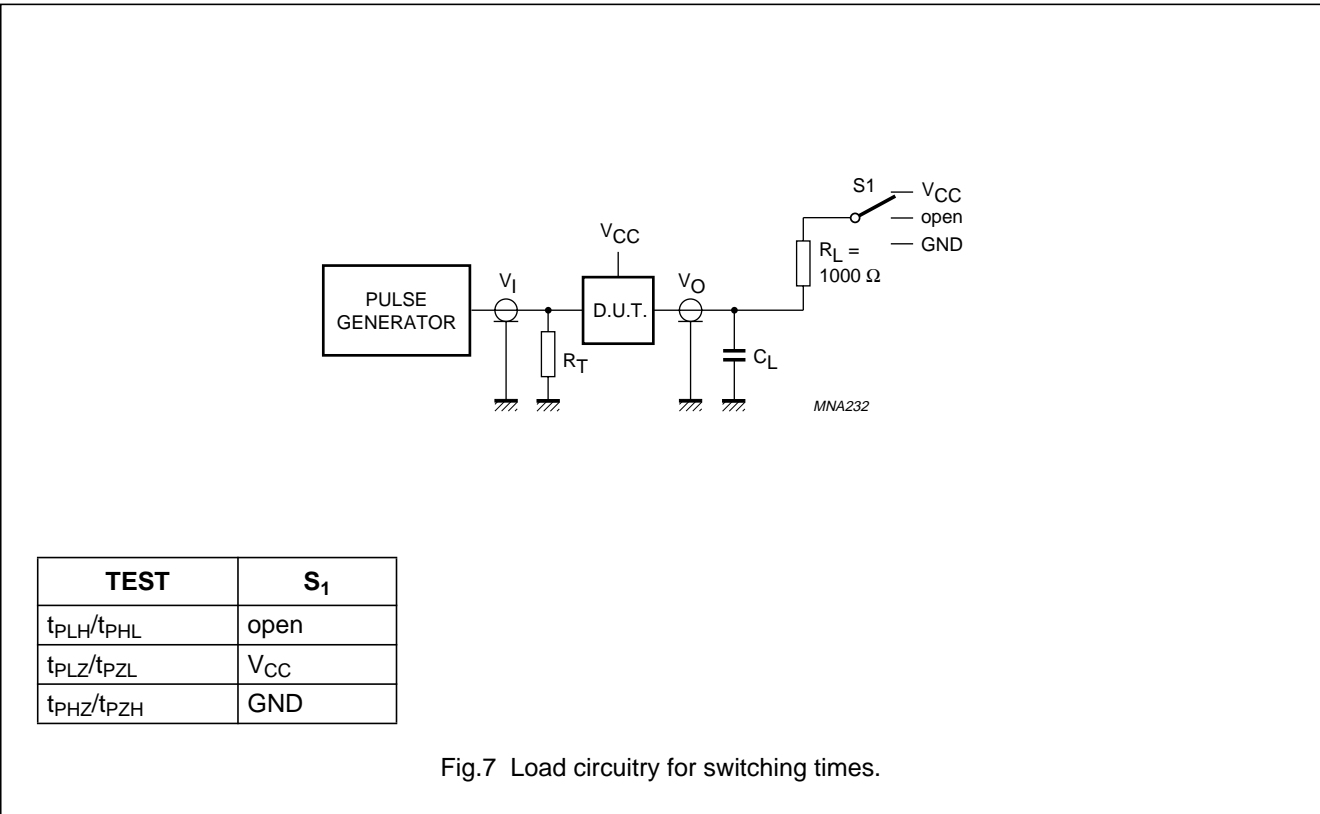 S1
VCC
open
GND
RL =
1000 Ω
VCC
PULSE
GENERATOR
VI
D.U.T.
VO
RT
CL
MNA232
TEST S1
tPLH/tPHL open
tPLZ/tPZL VCC
tPHZ/tPZH GND
Fig.7 Load circuitry for switching times.